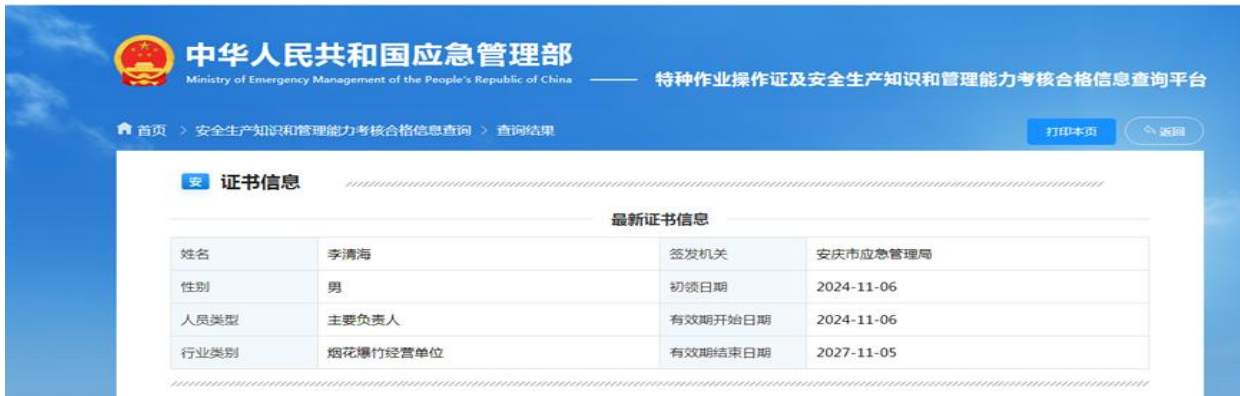 中华人民共和国应急管理部
Ministry of Emergency Management of the People's Republic of China
特种作业操作证及安全生产知识和管理能力考核合格信息查询平台
首页 > 安全生产知识和管理能力考核合格信息查询 > 查询结果
打印本页 返回
安 证书信息
最新证书信息
姓名 李清海 签发机关 安庆市应急管理局
性别 男 初领日期 2024-11-06
人员类型 主要负责人 有效期开始日期 2024-11-06
行业类别 烟花爆竹经营单位 有效期结束日期 2027-11-05